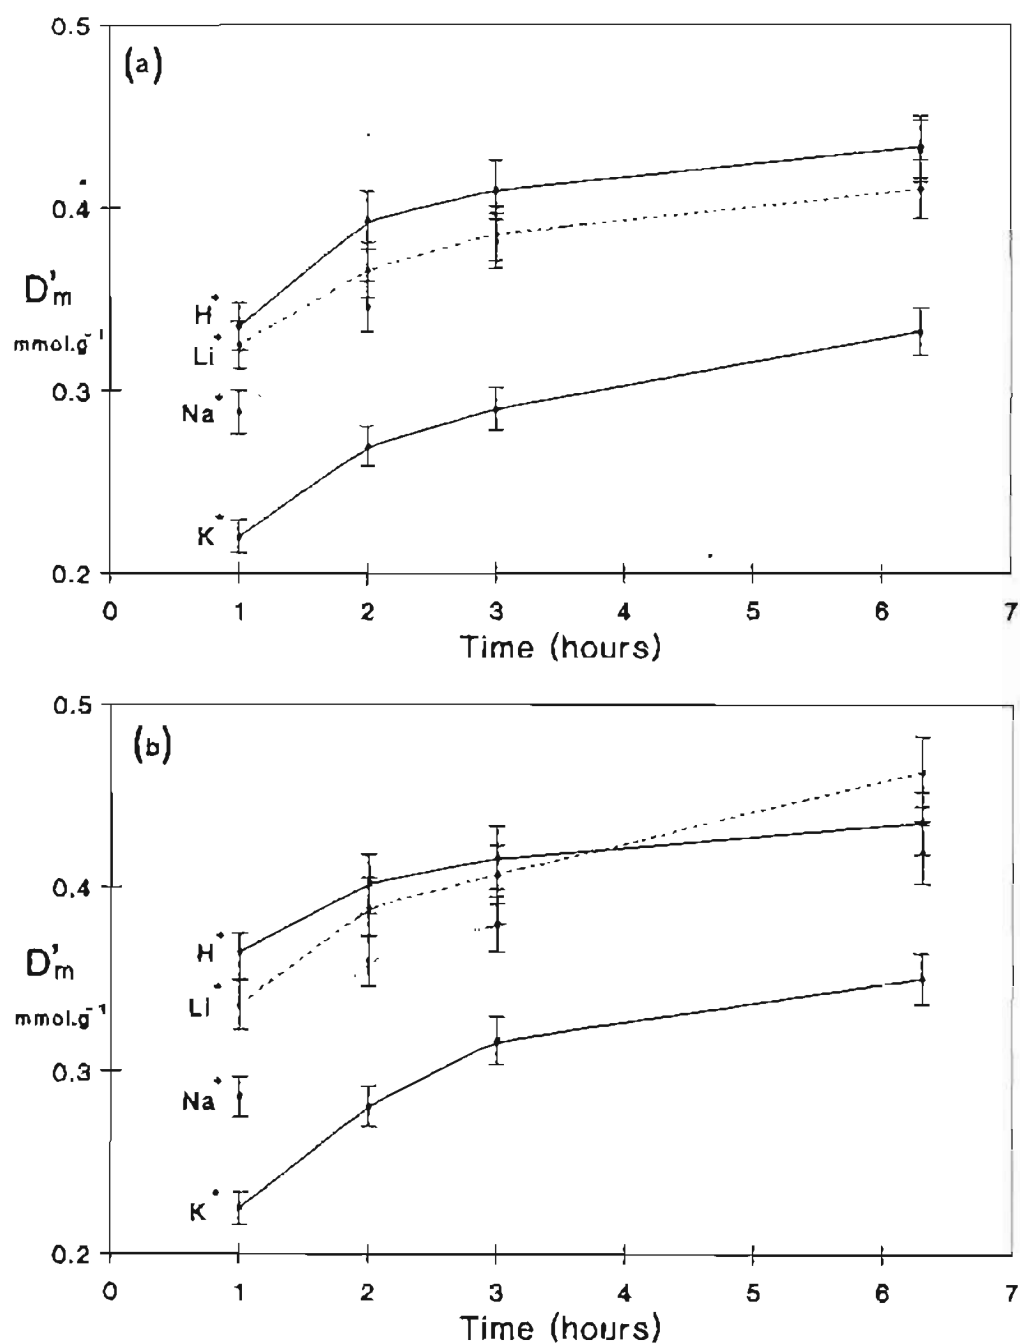 (a)
0.5
0.4
D'm
mmol.g⁻¹
0.3
0.2
H⁺
Li⁺
Na⁺
K⁺
0 1 2 3 4 5 6 7
Time (hours)
(b)
0.5
0.4
D'm
mmol.g⁻¹
0.3
0.2
H⁺
Li⁺
Na⁺
K⁺
0 1 2 3 4 5 6 7
Time (hours)